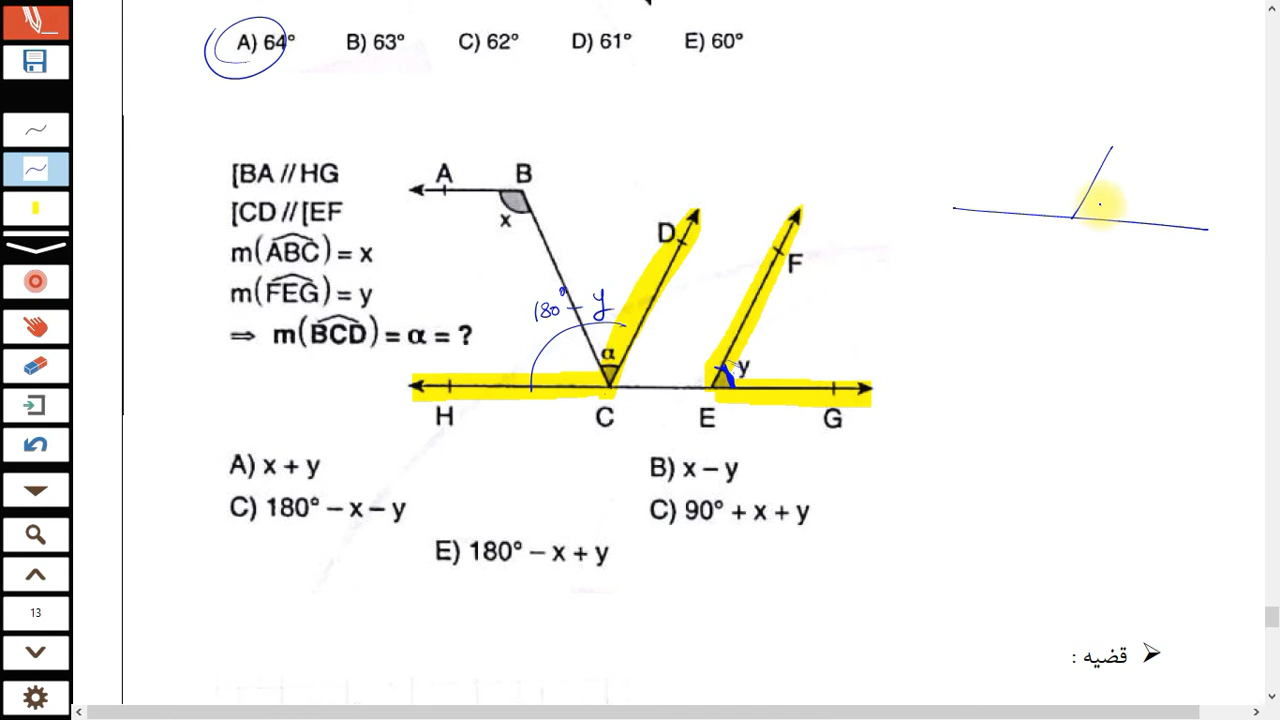 A) 64° B) 63° C) 62° D) 61° E) 60°
[BA // HG
[CD // [EF
m(ABC) = x
m(FEG) = y
⇒ m(BCD) = α = ?
A B
x
D
F
180° - y
α
y
H C E G
A) x + y B) x – y
C) 180° – x – y C) 90° + x + y
E) 180° – x + y
13
➢ قضیه :